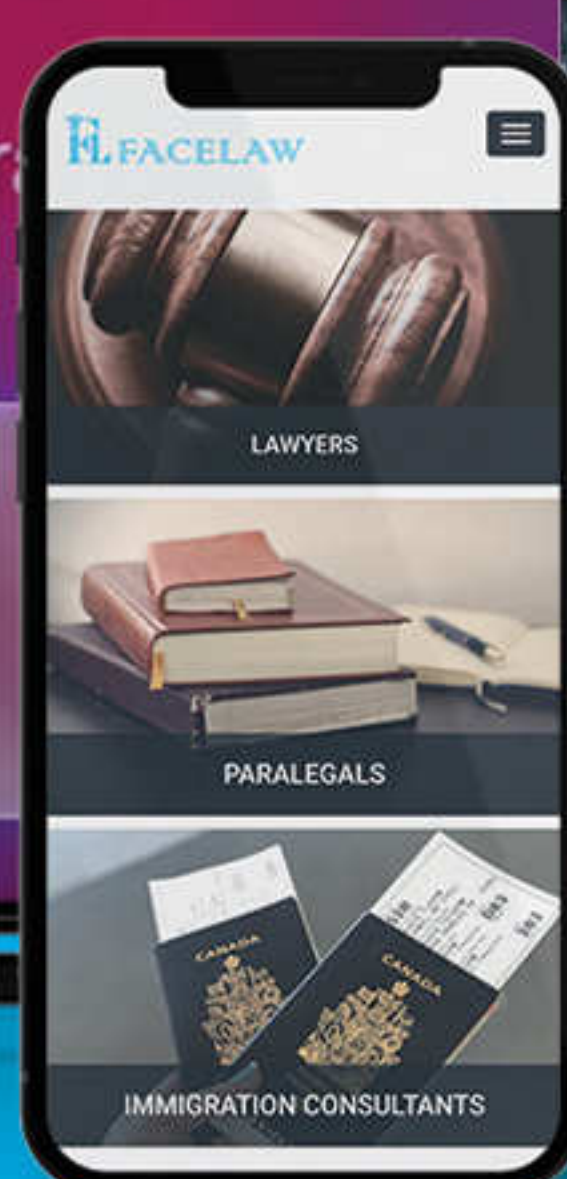 FL FACELAW
LAWYERS
PARALEGALS
CANADA
CANADA
IMMIGRATION CONSULTANTS